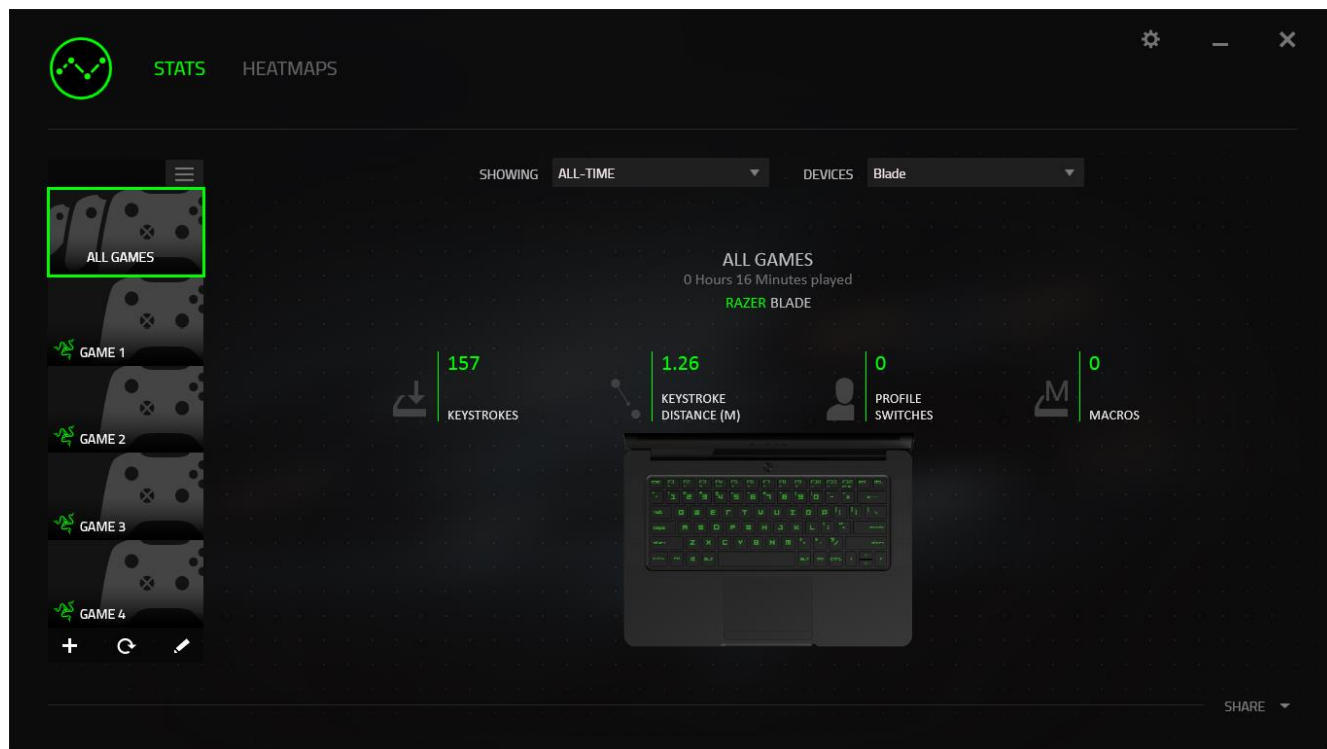 STATS HEATMAPS
SHOWING ALL-TIME DEVICES Blade
ALL GAMES
GAME 1
GAME 2
GAME 3
GAME 4
ALL GAMES
0 Hours 16 Minutes played
RAZER BLADE
157
KEYSTROKES
1.26
KEYSTROKE
DISTANCE (M)
0
PROFILE
SWITCHES
M
0
MACROS
SHARE